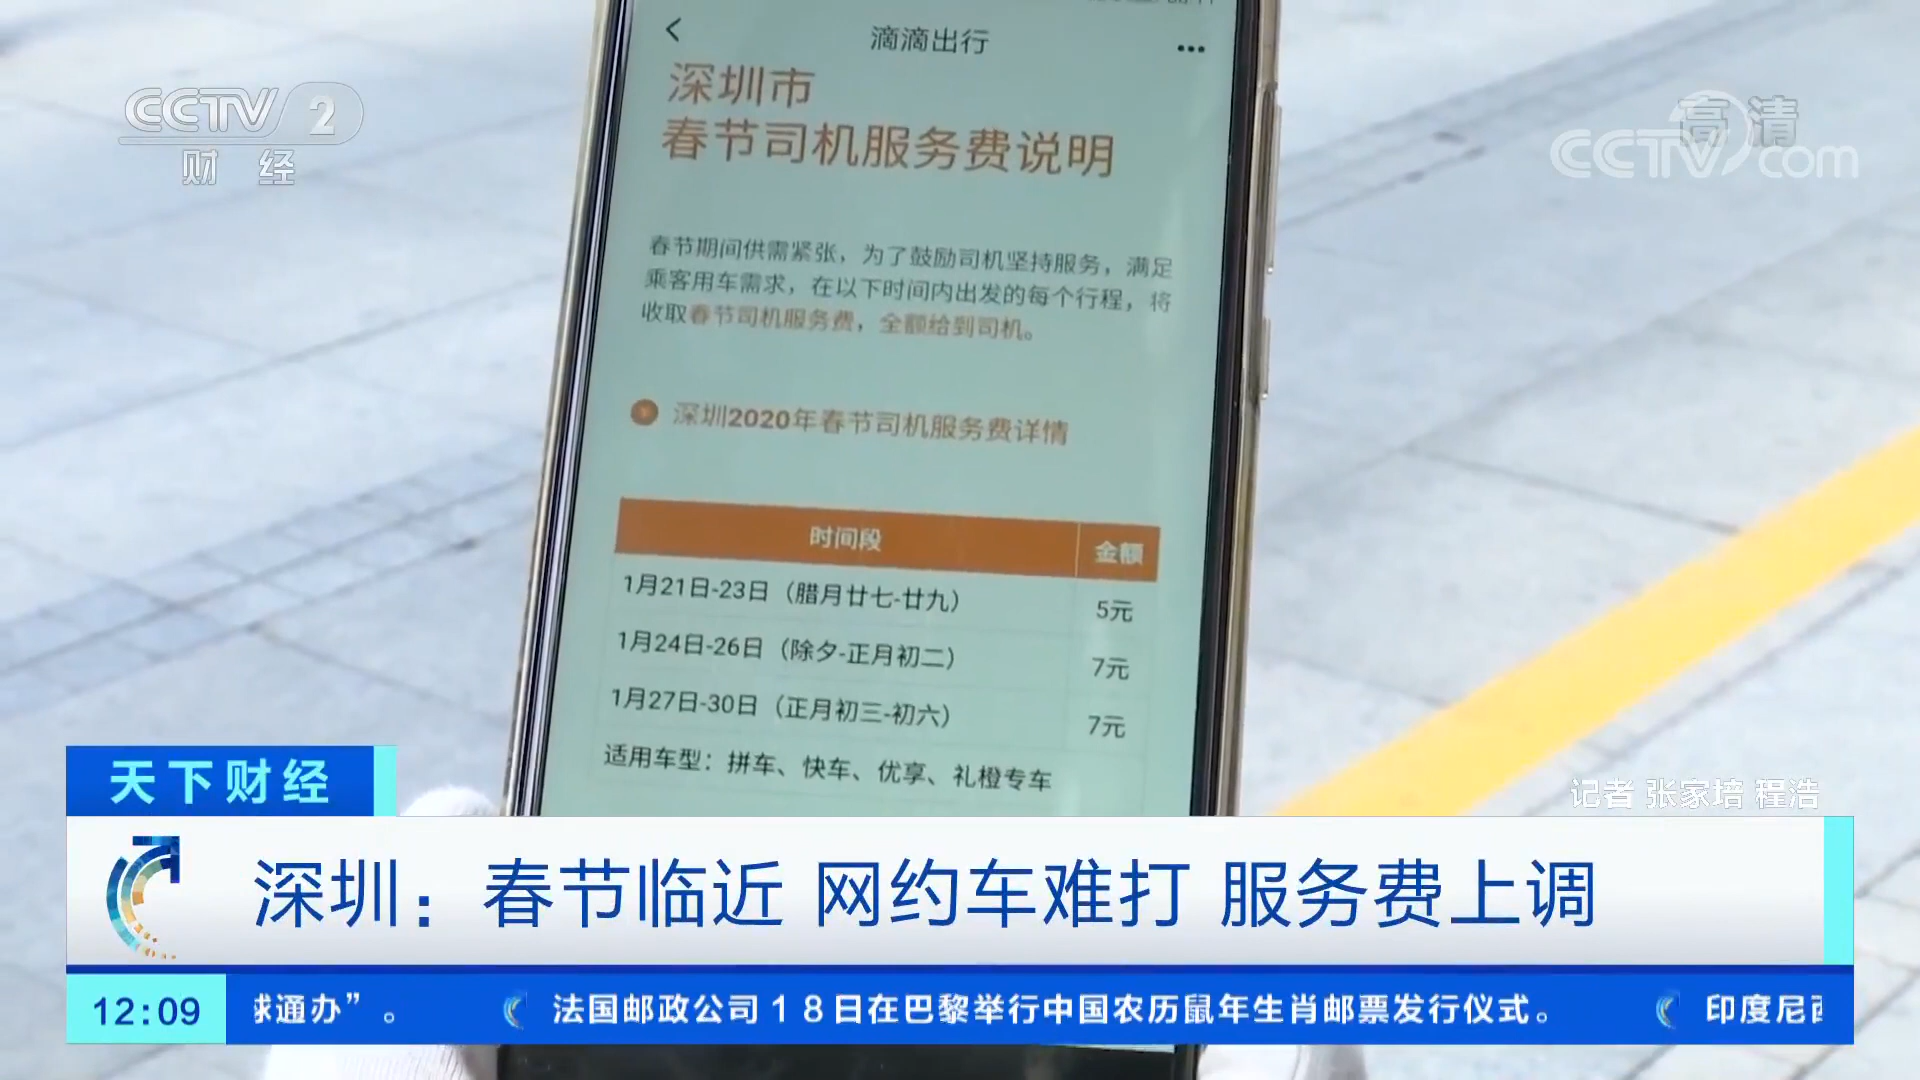 滴滴出行
CCTV 2
财 经
高清
CCTV.com
深圳市
春节司机服务费说明
春节期间供需紧张，为了鼓励司机坚持服务，满足
乘客用车需求，在以下时间内出发的每个行程，将
收取春节司机服务费，全额给到司机。
深圳2020年春节司机服务费详情
时间段 金额
1月21日-23日（腊月廿七-廿九） 5元
1月24日-26日（除夕-正月初二） 7元
1月27日-30日（正月初三-初六） 7元
适用车型：拼车、快车、优享、礼橙专车
天下财经
记者 张家培 程浩
深圳：春节临近 网约车难打 服务费上调
12:09 球通办”。 法国邮政公司18日在巴黎举行中国农历鼠年生肖邮票发行仪式。 印度尼